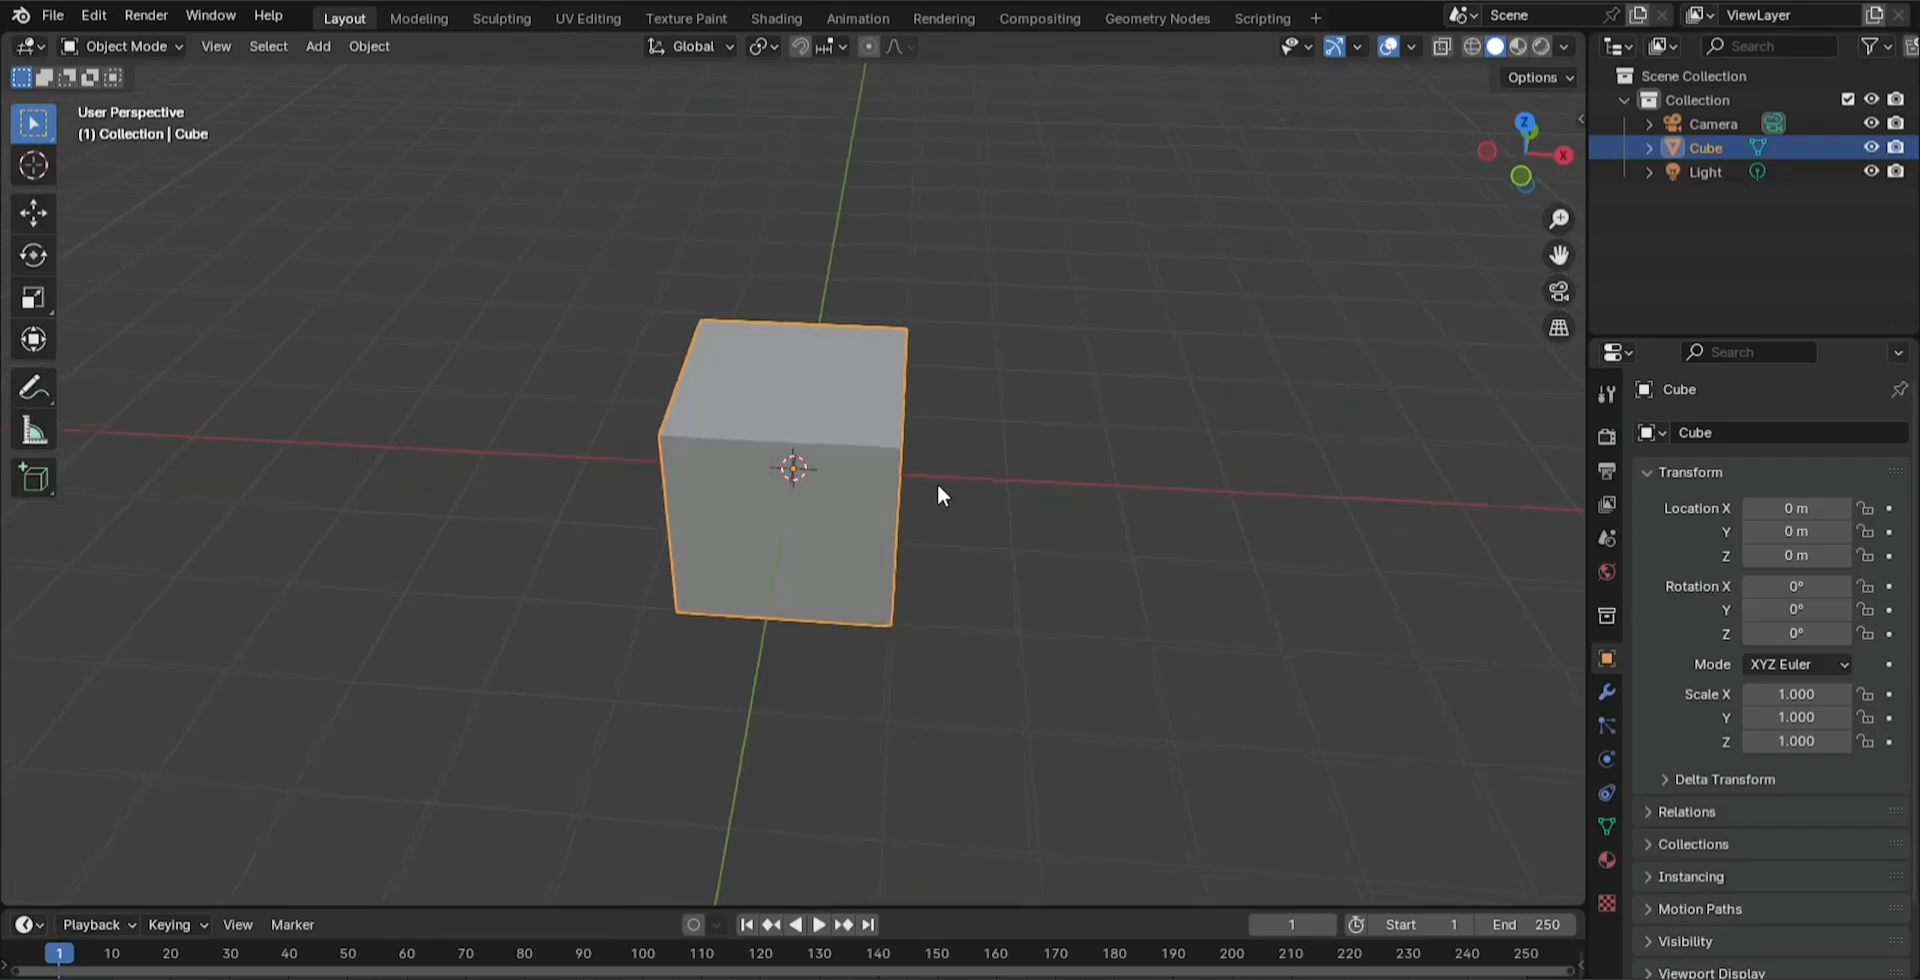 File Edit Render Window Help Layout Modeling Sculpting UV Editing Texture Paint Shading Animation Rendering Compositing Geometry Nodes Scripting + Scene ViewLayer
Object Mode View Select Add Object Global Search
Options
User Perspective
(1) Collection | Cube
Z
X
Scene Collection
Collection
Camera
Cube
Light
Search
Cube
Cube
Transform
Location X 0 m
Y 0 m
Z 0 m
Rotation X 0°
Y 0°
Z 0°
Mode XYZ Euler
Scale X 1.000
Y 1.000
Z 1.000
Delta Transform
Relations
Collections
Instancing
Motion Paths
Visibility
Viewport Display
Playback Keying View Marker 1 Start 1 End 250
1 10 20 30 40 50 60 70 80 90 100 110 120 130 140 150 160 170 180 190 200 210 220 230 240 250